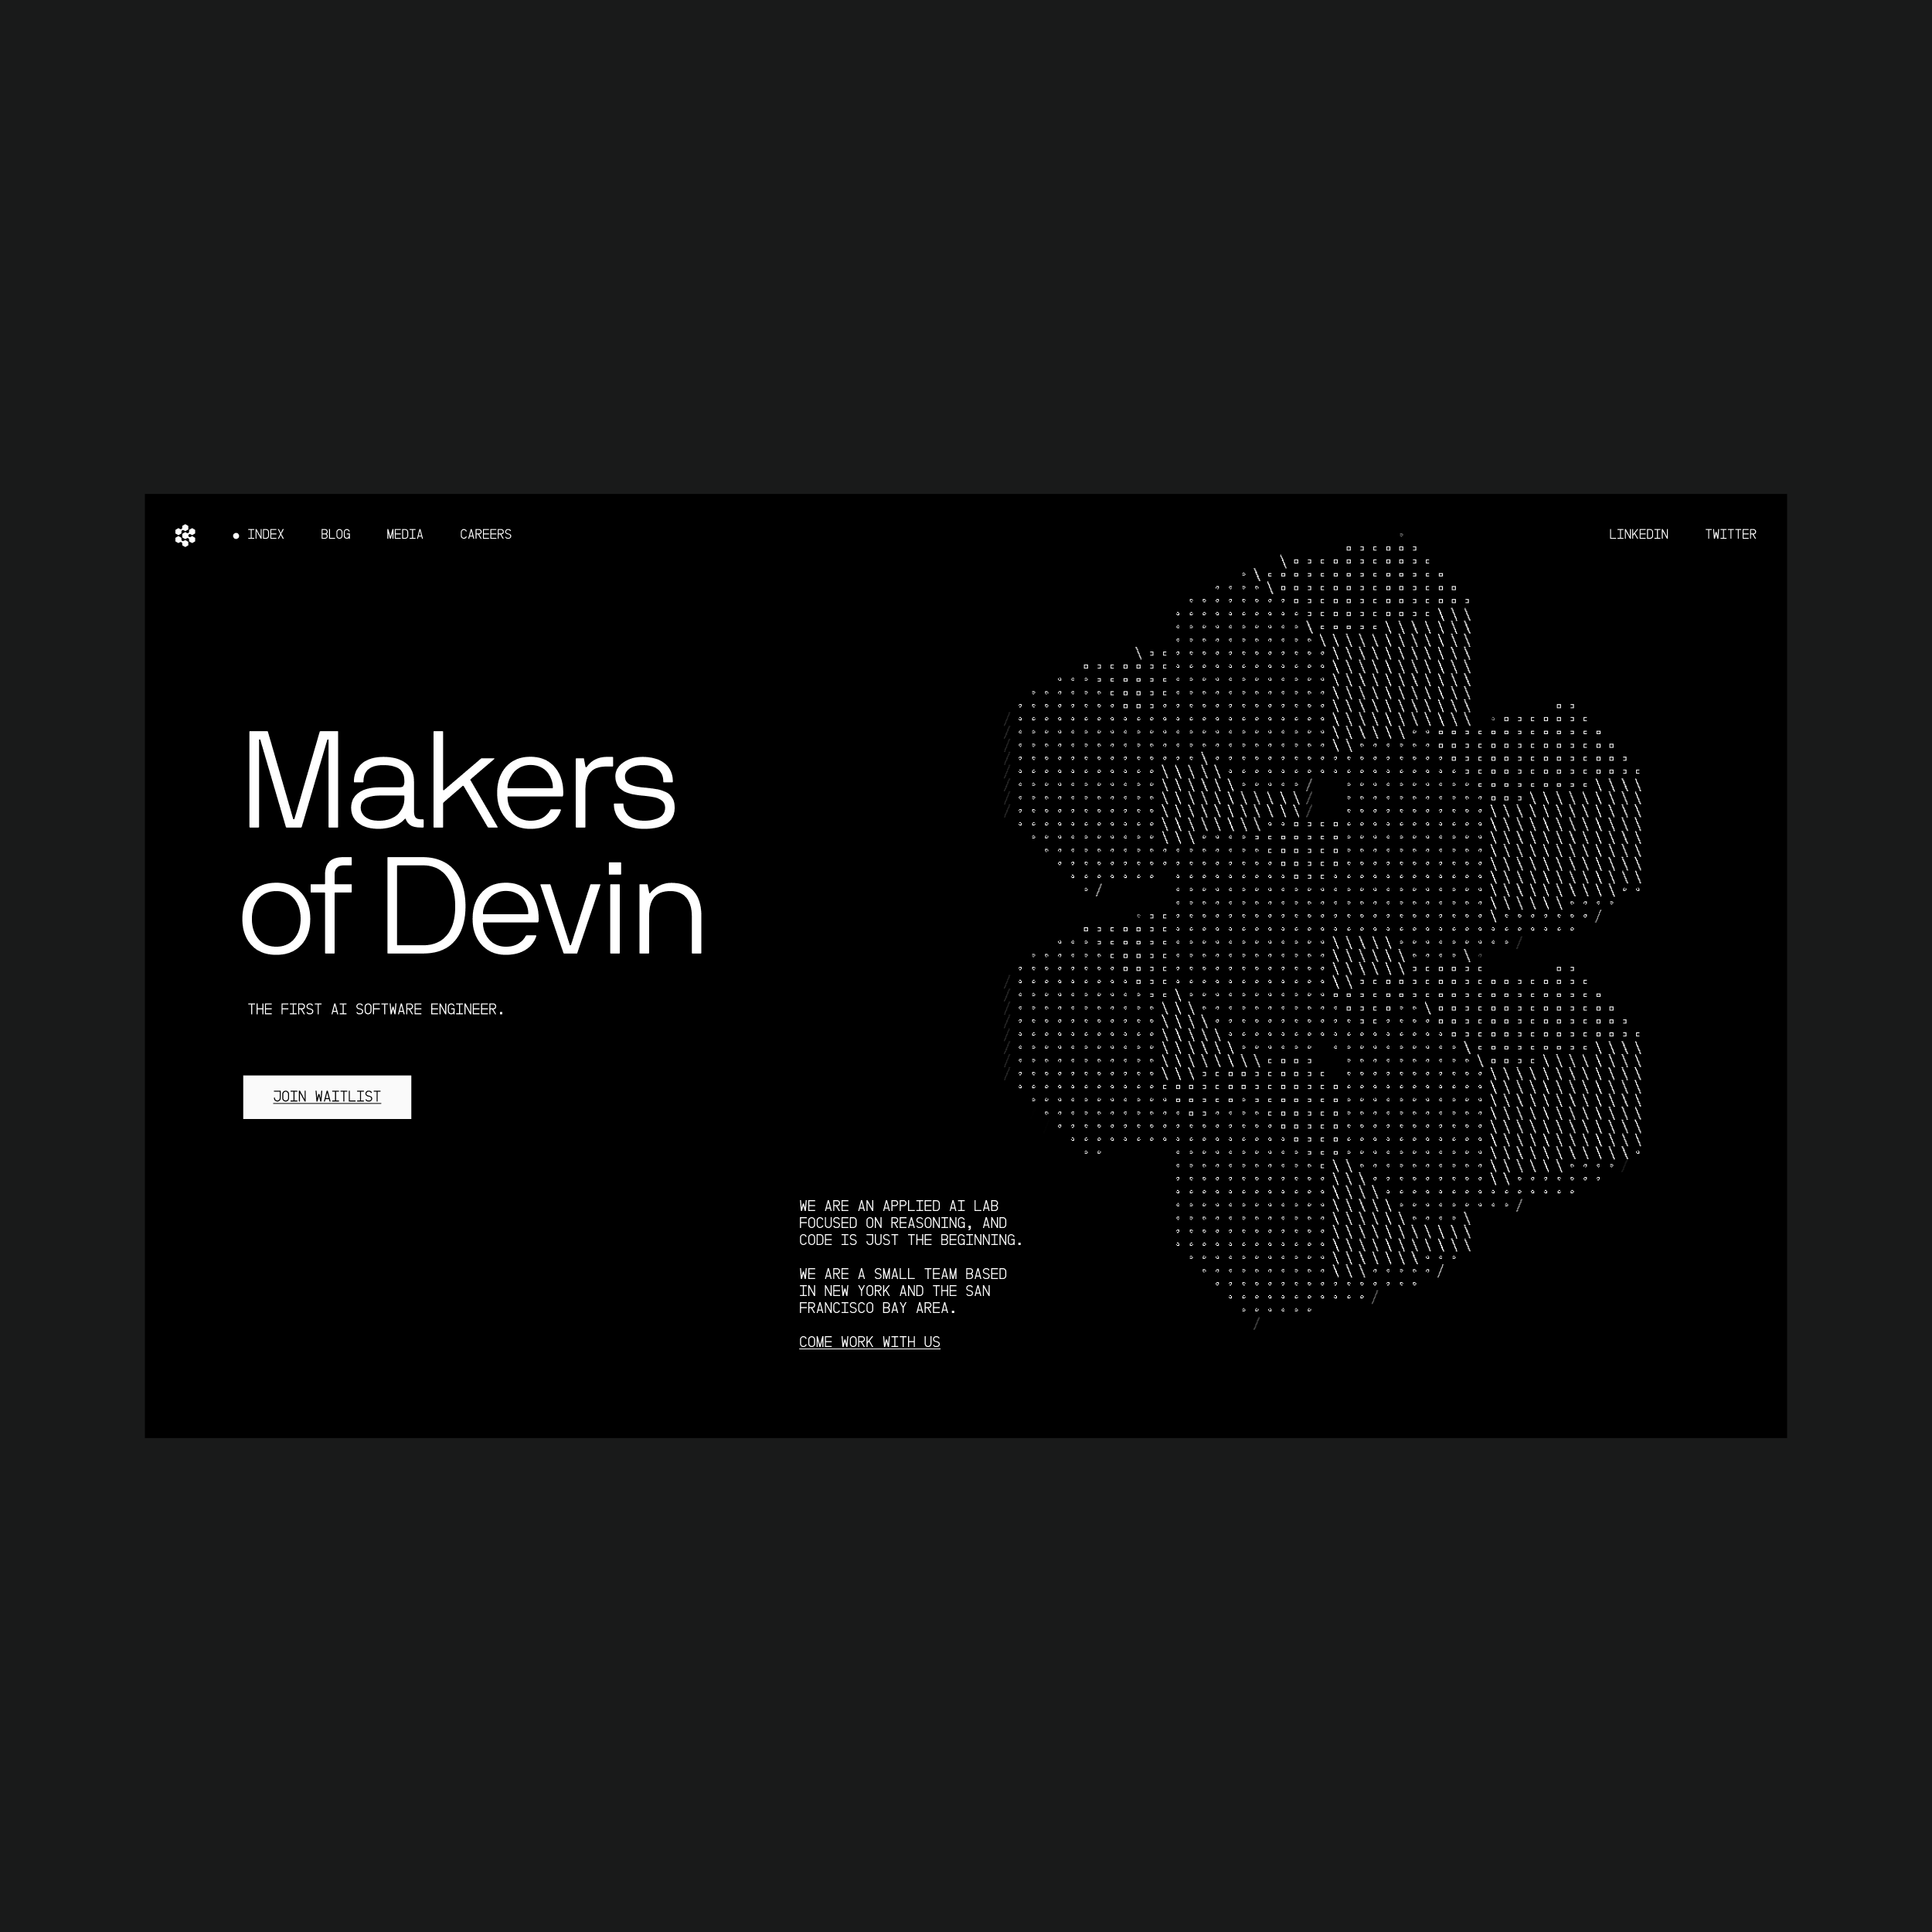 INDEX BLOG MEDIA CAREERS LINKEDIN TWITTER
Makers
of Devin
THE FIRST AI SOFTWARE ENGINEER.
JOIN WAITLIST
WE ARE AN APPLIED AI LAB
FOCUSED ON REASONING, AND
CODE IS JUST THE BEGINNING.
WE ARE A SMALL TEAM BASED
IN NEW YORK AND THE SAN
FRANCISCO BAY AREA.
COME WORK WITH US